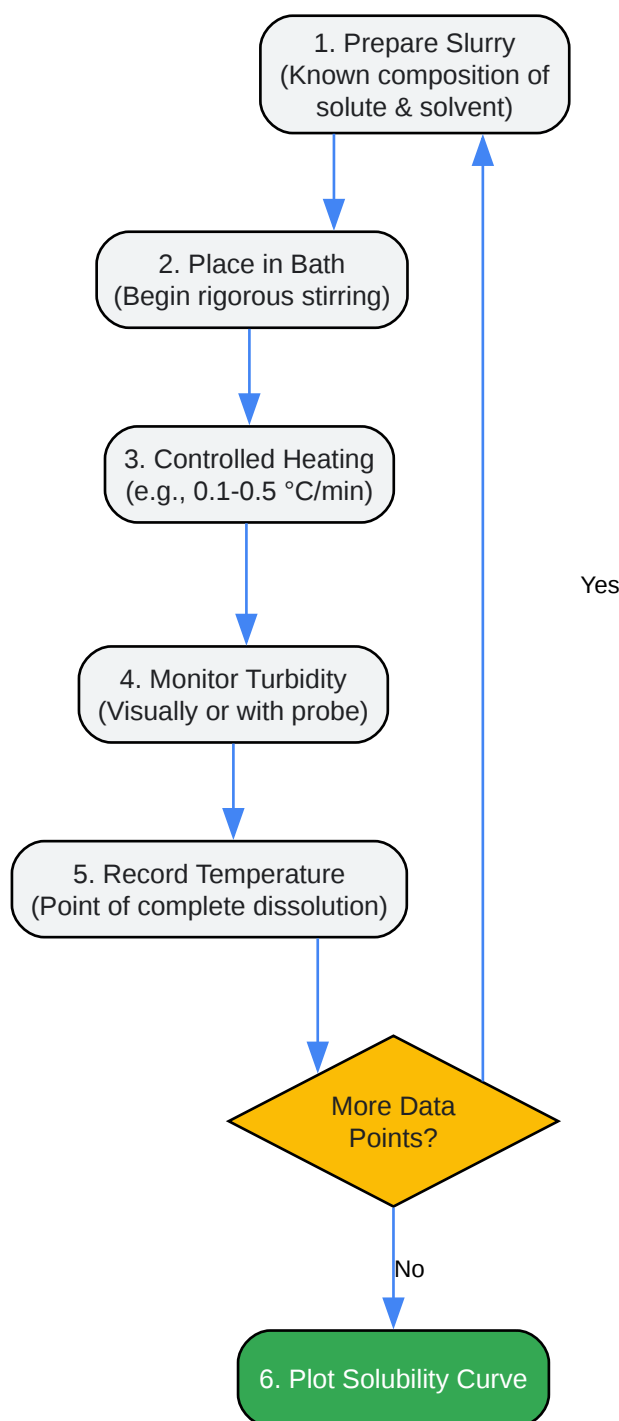 1. Prepare Slurry
(Known composition of
solute & solvent)
2. Place in Bath
(Begin rigorous stirring)
3. Controlled Heating
(e.g., 0.1-0.5 °C/min)
Yes
4. Monitor Turbidity
(Visually or with probe)
5. Record Temperature
(Point of complete dissolution)
More Data
Points?
No
6. Plot Solubility Curve